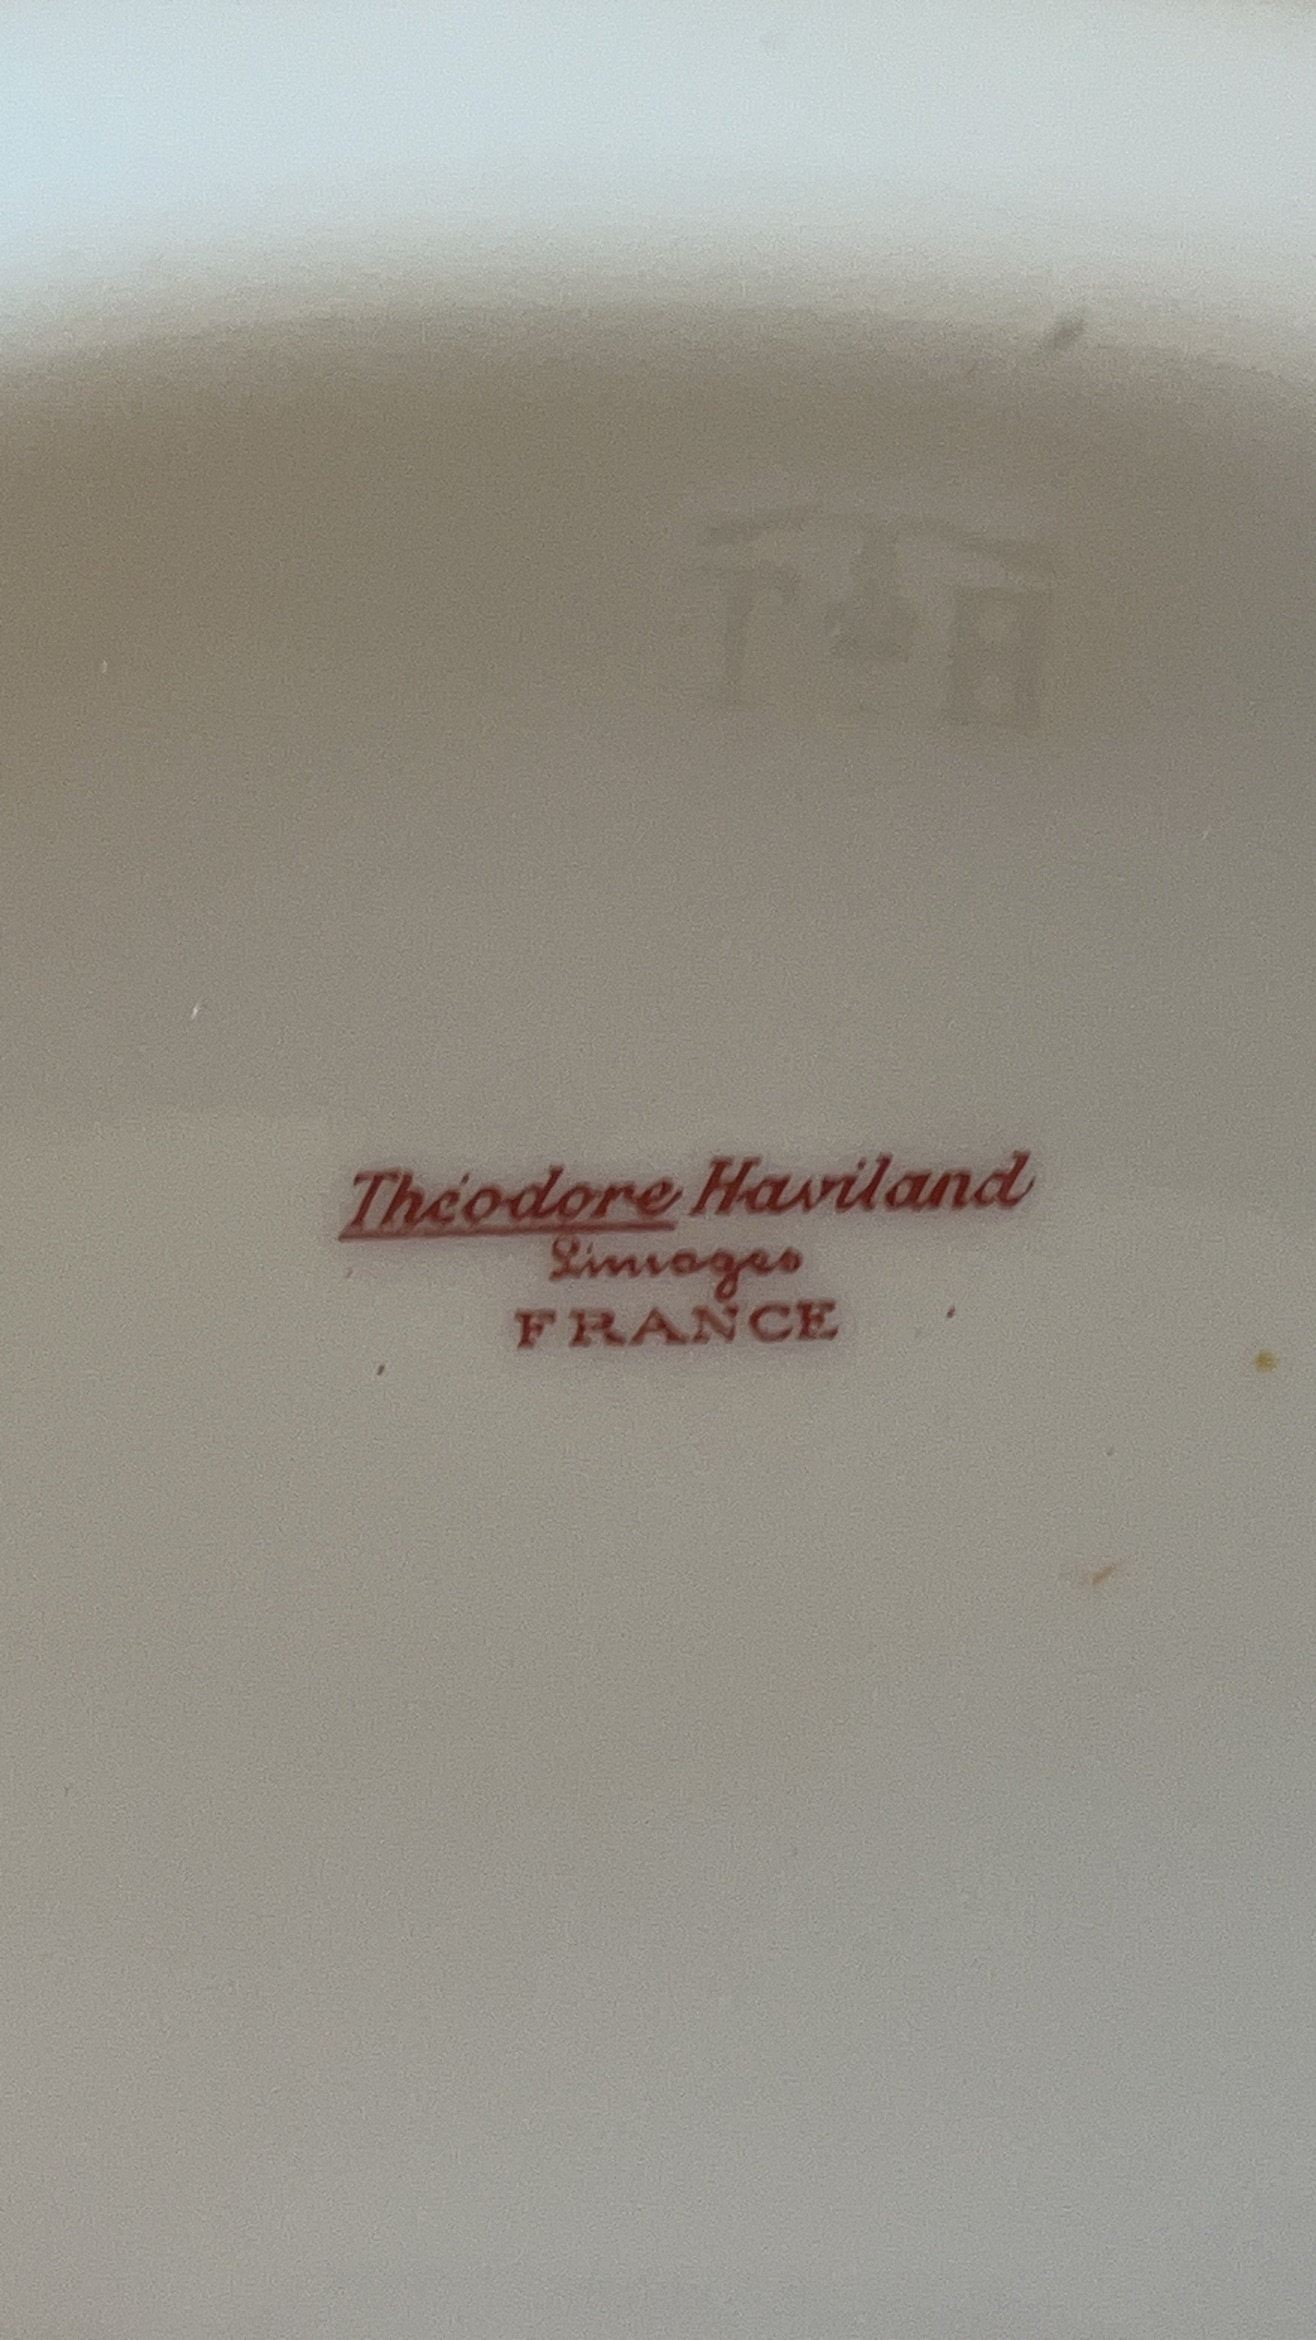 Théodore Haviland
Limoges
FRANCE